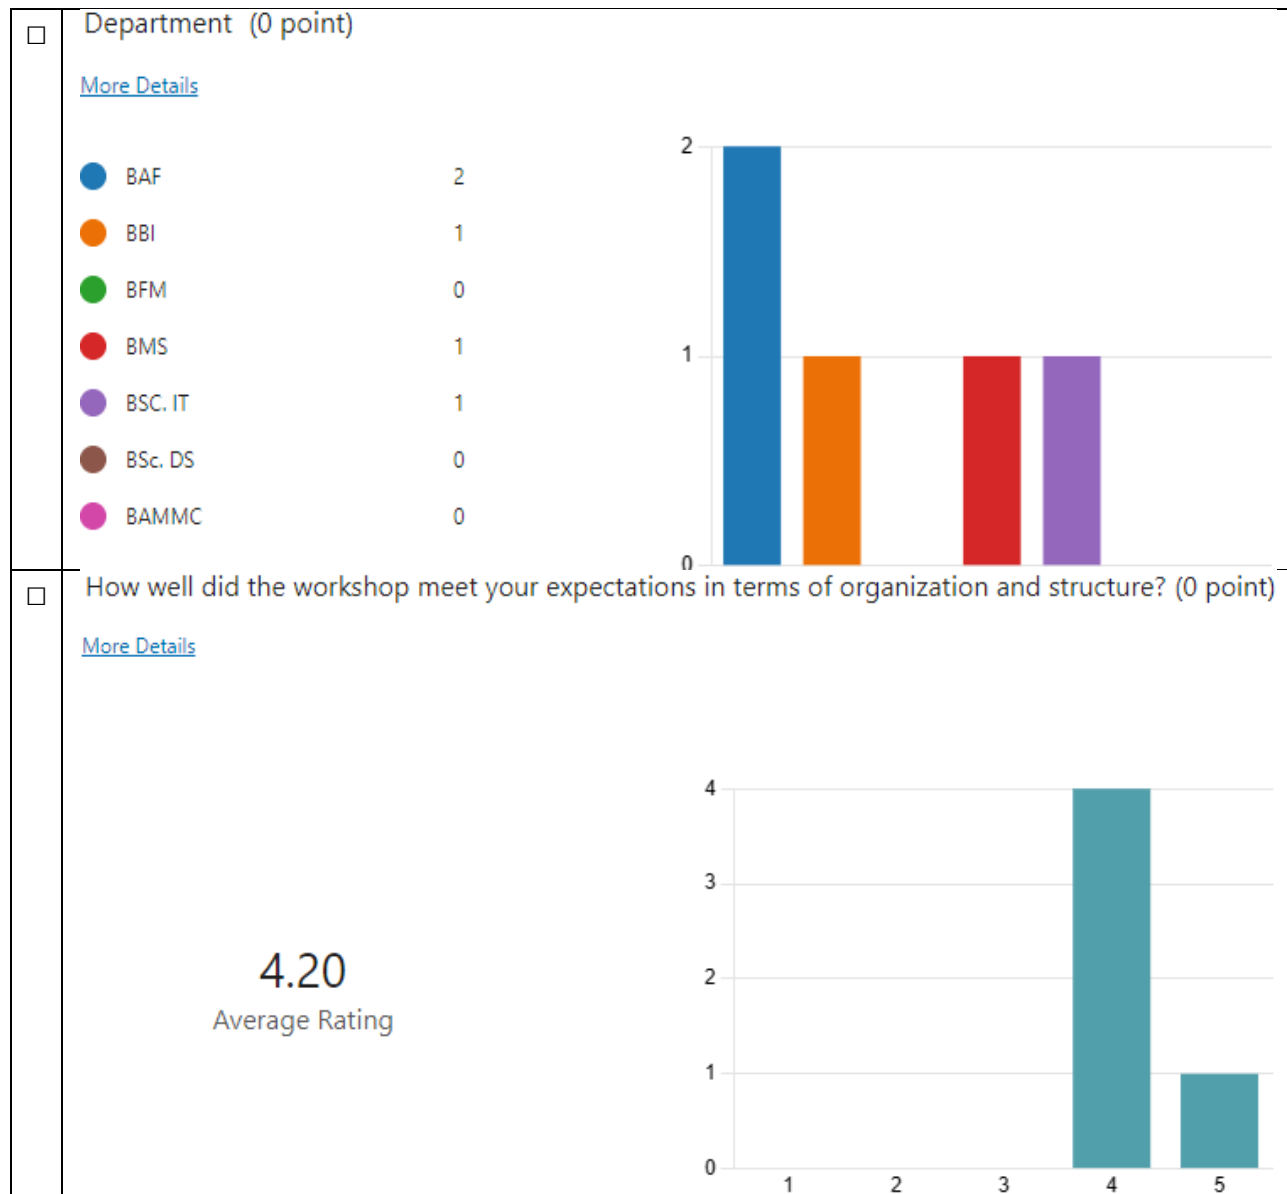 Department (0 point)
More Details
BAF 2
BBI 1
BFM 0
BMS 1
BSC. IT 1
BSc. DS 0
BAMMC 0
2
1
0
How well did the workshop meet your expectations in terms of organization and structure? (0 point)
More Details
4.20
Average Rating
4
3
2
1
0
1 2 3 4 5